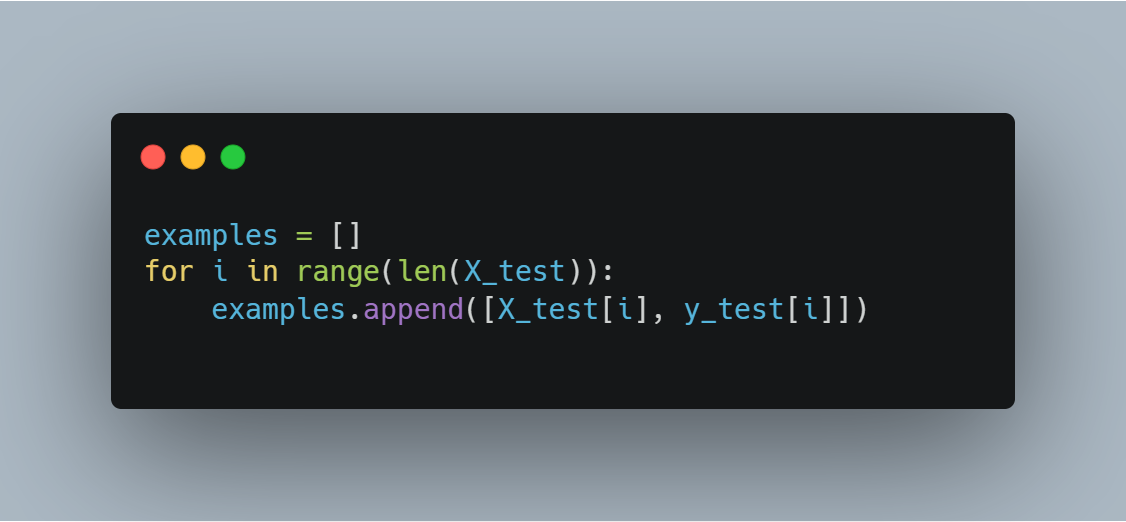 examples = []
for i in range(len(X_test)):
    examples.append([X_test[i], y_test[i]])